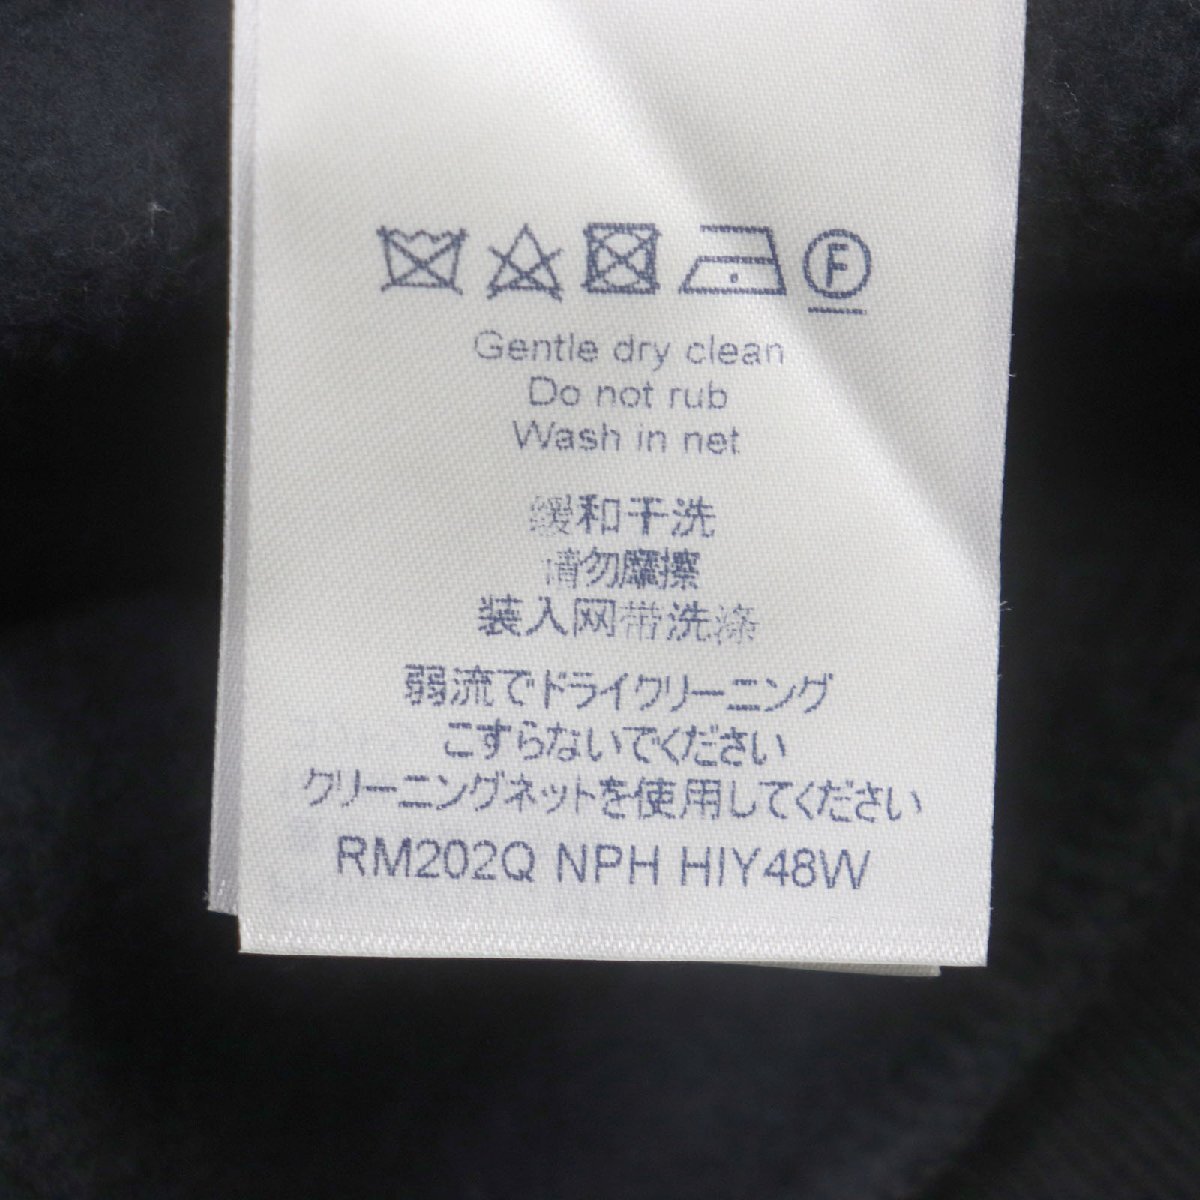 F
Gentle dry clean
Do not rub
Wash in net
缓和干洗
请勿摩擦
装入网带洗涤
弱流でドライクリーニング
こすらないでください
クリーニングネットを使用してください
RM202Q NPH HIY48W